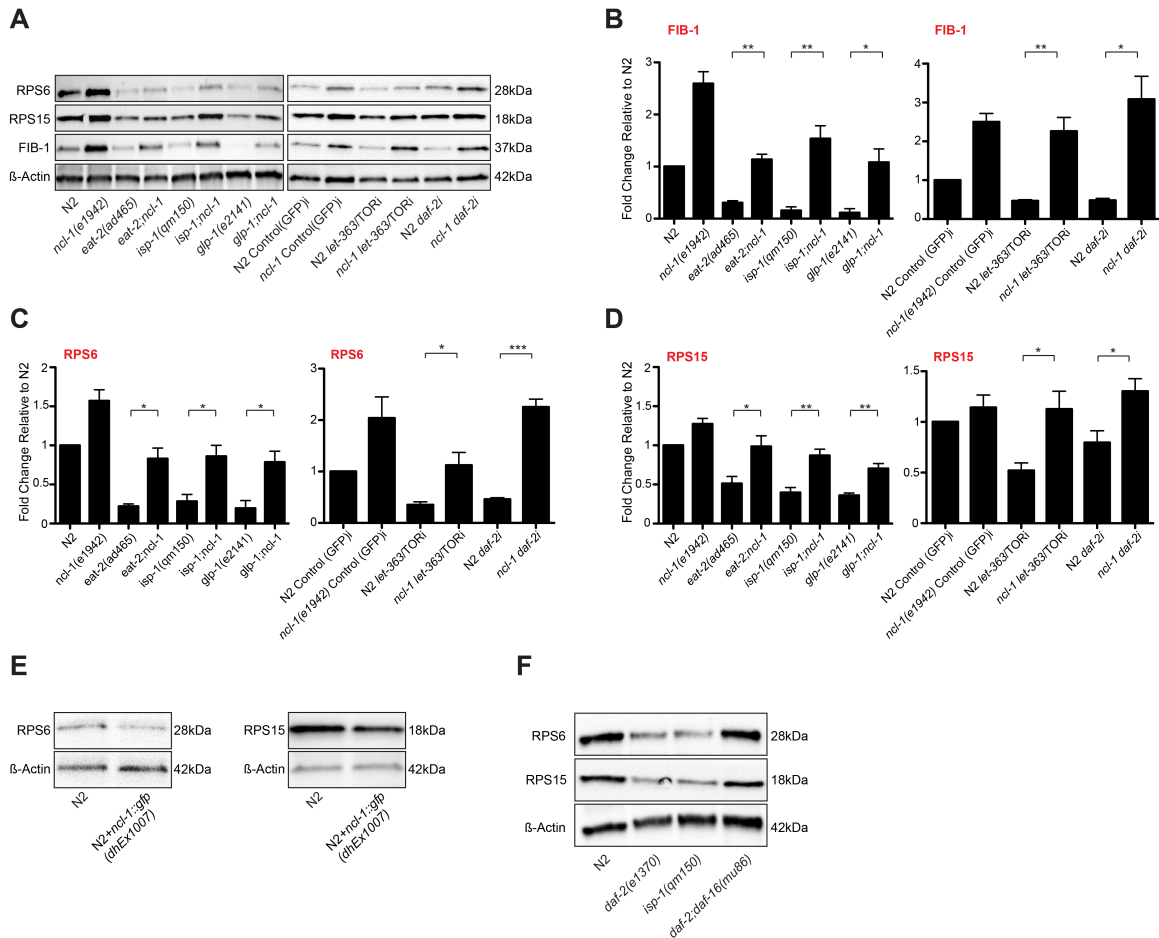 A
RPS6
28kDa
RPS15
18kDa
FIB-1
37kDa
ß-Actin
42kDa
N2
ncl-1(e1942)
eat-2(ad465)
eat-2;ncl-1
isp-1(qm150)
isp-1;ncl-1
glp-1(e2141)
glp-1;ncl-1
N2 Control(GFP)i
ncl-1 Control(GFP)i
N2 let-363/TORi
ncl-1 let-363/TORi
N2 daf-2i
ncl-1 daf-2i
B
FIB-1
Fold Change Relative to N2
3
2
1
0
**
**
*
N2
ncl-1(e1942)
eat-2(ad465)
eat-2;ncl-1
isp-1(qm150)
isp-1;ncl-1
glp-1(e2141)
glp-1;ncl-1
FIB-1
4
3
2
1
0
**
*
N2 Control (GFP)i
ncl-1(e1942) Control (GFP)i
N2 let-363/TORi
ncl-1 let-363/TORi
N2 daf-2i
ncl-1 daf-2i
C
RPS6
Fold Change Relative to N2
2
1.5
1
0.5
0
*
*
*
N2
ncl-1(e1942)
eat-2(ad465)
eat-2;ncl-1
isp-1(qm150)
isp-1;ncl-1
glp-1(e2141)
glp-1;ncl-1
RPS6
3
2
1
0
*
***
N2 Control (GFP)i
ncl-1(e1942) Control (GFP)i
N2 let-363/TORi
ncl-1 let-363/TORi
N2 daf-2i
ncl-1 daf-2i
D
RPS15
Fold Change Relative to N2
2
1.5
1
0.5
0
*
**
**
N2
ncl-1(e1942)
eat-2(ad465)
eat-2;ncl-1
isp-1(qm150)
isp-1;ncl-1
glp-1(e2141)
glp-1;ncl-1
RPS15
1.5
1
0.5
0
*
*
N2 Control (GFP)i
ncl-1(e1942) Control (GFP)i
N2 let-363/TORi
ncl-1 let-363/TORi
N2 daf-2i
ncl-1 daf-2i
E
RPS6
28kDa
ß-Actin
42kDa
N2
N2+ncl-1::gfp
(dhEx1007)
RPS15
18kDa
ß-Actin
42kDa
N2
N2+ncl-1::gfp
(dhEx1007)
F
RPS6
28kDa
RPS15
18kDa
ß-Actin
42kDa
N2
daf-2(e1370)
isp-1(qm150)
daf-2;daf-16(mu86)